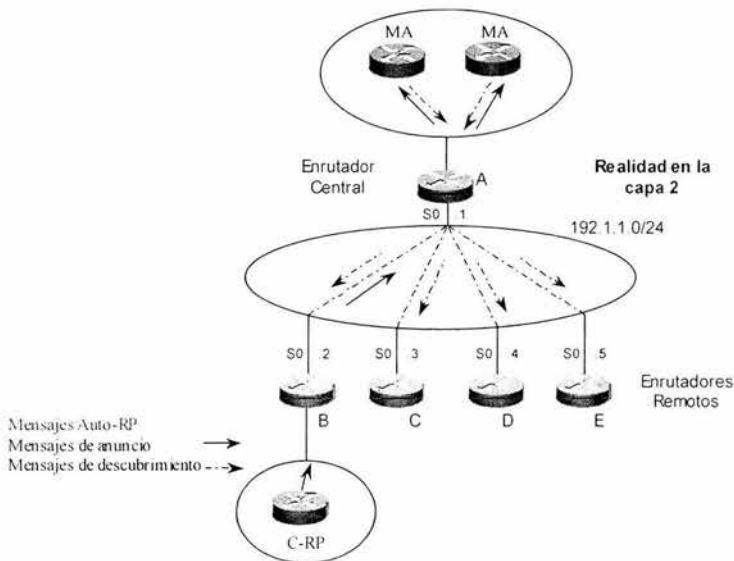 MA
MA
Enrutador
Central
A
Realidad en la
capa 2
S0 .1
192.1.1.0/24
S0 .2
S0 .3
S0 .4
S0 .5
B
C
D
E
Enrutadores
Remotos
Mensajes Auto-RP
Mensajes de anuncio
Mensajes de descubrimiento
C-RP